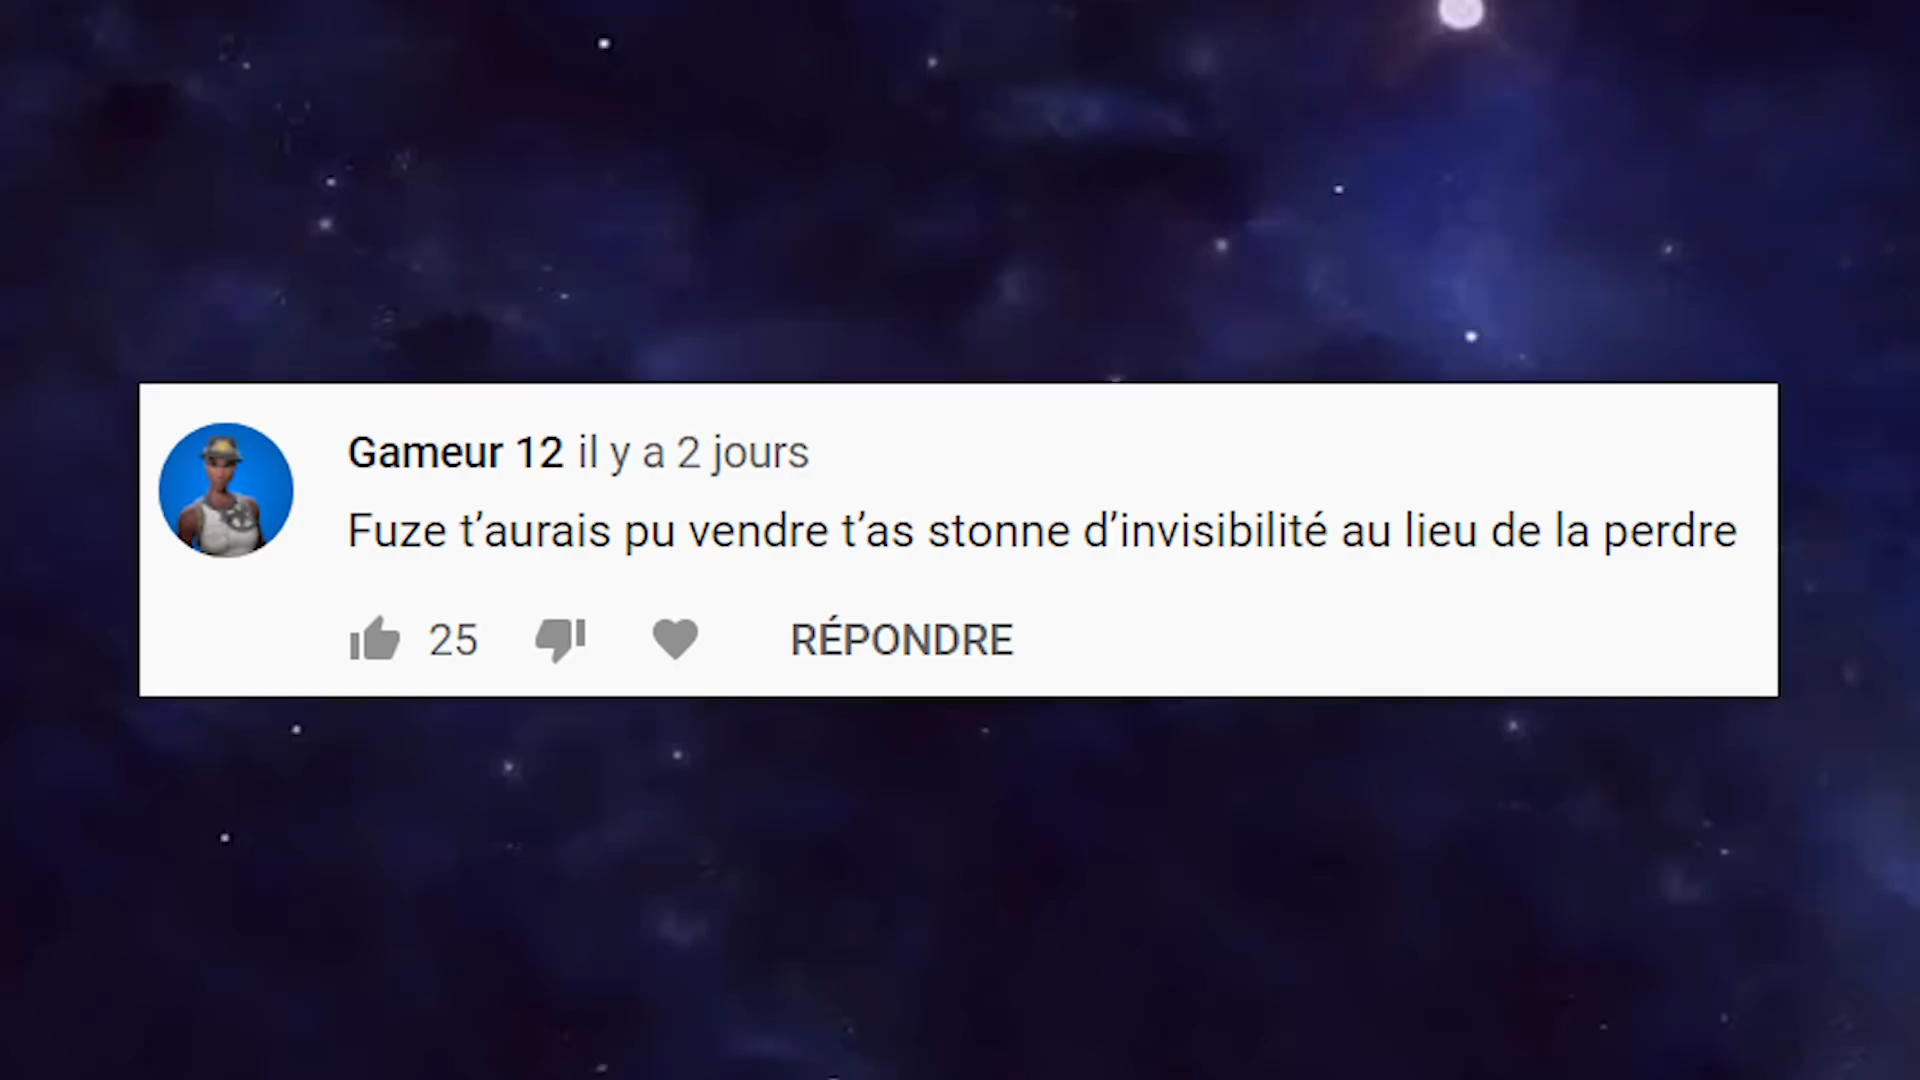 Gameur 12 il y a 2 jours
Fuze t’aurais pu vendre t’as stonne d’invisibilité au lieu de la perdre
25 RÉPONDRE